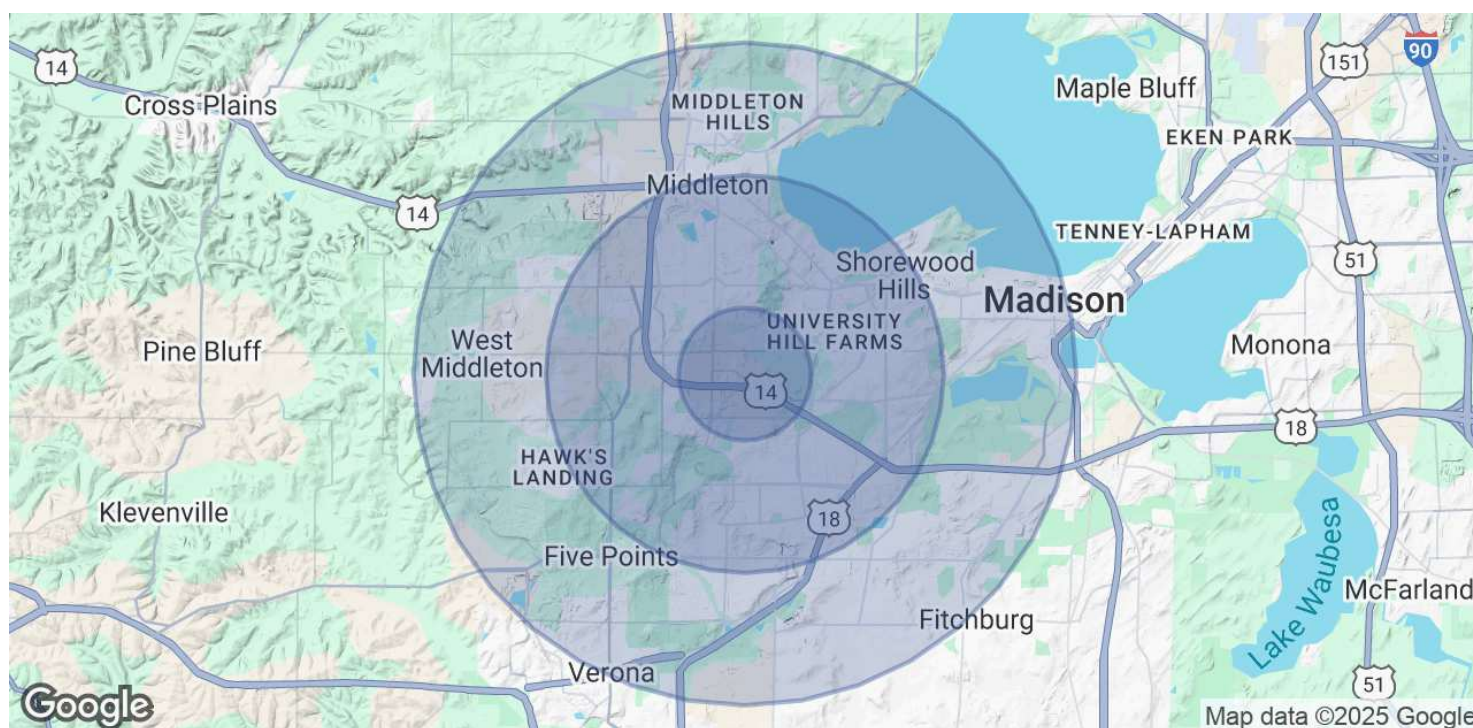 14
Cross Plains
MIDDLETON
HILLS
Maple Bluff
151
90
EKEN PARK
14
Middleton
TENNEY-LAPHAM
51
Shorewood
Hills
Madison
UNIVERSITY
HILL FARMS
Pine Bluff
West
Middleton
Monona
14
18
HAWK'S
LANDING
Klevenville
18
Five Points
Lake Waubesa
McFarland
Fitchburg
Verona
51
Google
Map data ©2025 Google